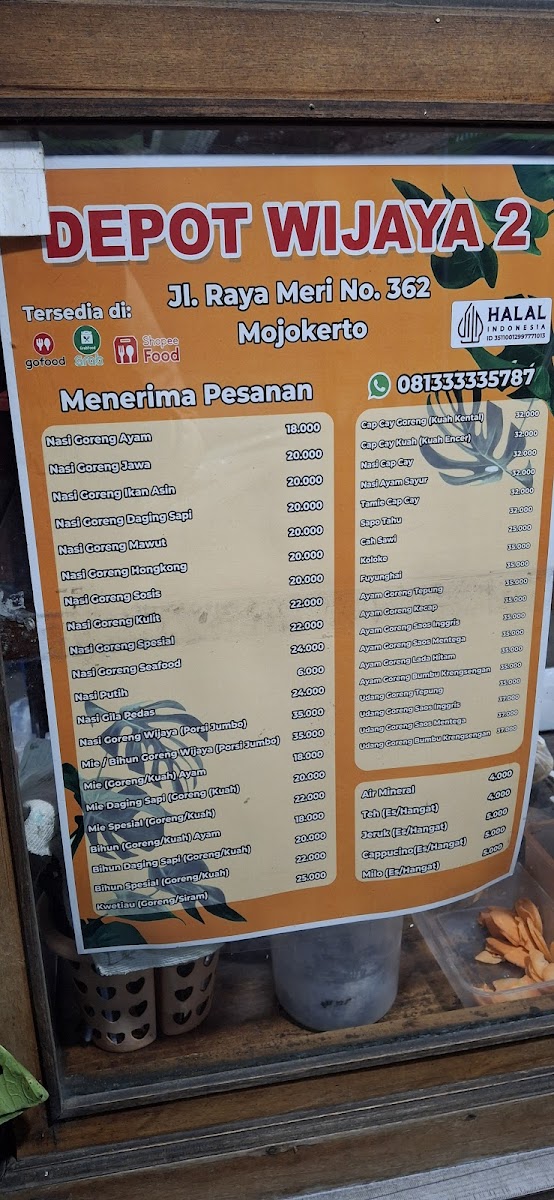 DEPOT WIJAYA 2
Jl. Raya Meri No. 362
Mojokerto
Tersedia di:
gofood
GrabFood
Grab
Shopee
Food
HALAL
INDONESIA
ID 35110012997771013
Menerima Pesanan
081333335787
Nasi Goreng Ayam 18.000
Nasi Goreng Jawa 20.000
Nasi Goreng Ikan Asin 20.000
Nasi Goreng Daging Sapi 20.000
Nasi Goreng Mawut 20.000
Nasi Goreng Hongkong 20.000
Nasi Goreng Sosis 20.000
Nasi Goreng Kulit 22.000
Nasi Goreng Spesial 22.000
Nasi Goreng Seafood 24.000
Nasi Putih 6.000
Nasi Gila Pedas 24.000
Nasi Goreng Wijaya (Porsi Jumbo) 35.000
Mie / Bihun Goreng Wijaya (Porsi Jumbo) 35.000
Mie (Goreng/Kuah) Ayam 18.000
Mie Daging Sapi (Goreng (Kuah) 20.000
Mie Spesial (Goreng/Kuah) 22.000
Bihun (Goreng/Kuah) Ayam 18.000
Bihun Daging Sapi (Goreng/Kuah) 20.000
Bihun Spesial (Goreng/Kuah) 22.000
Kwetiau (Goreng/Siram) 25.000
Cap Cay Goreng (Kuah Kental) 32.000
Cap Cay Kuah (Kuah Encer) 32.000
Nasi Cap Cay 32.000
Nasi Ayam Sayur 32.000
Tamie Cap Cay 32.000
Sapo Tahu 32.000
Cah Sawi 25.000
Koloke 35.000
Fuyunghai 35.000
Ayam Goreng Tepung 35.000
Ayam Goreng Kecap 35.000
Ayam Goreng Saos Inggris 35.000
Ayam Goreng Saos Mentega 35.000
Ayam Goreng Lada Hitam 35.000
Ayam Goreng Bumbu Krengsengan 35.000
Udang Goreng Tepung 35.000
Udang Goreng Saos Inggris 37.000
Udang Goreng Saos Mentega 37.000
Udang Goreng Bumbu Krengsengan 37.000
Air Mineral 4.000
Teh (Es/Hangat) 4.000
Jeruk (Es/Hangat) 5.000
Cappucino(Es/Hangat) 5.000
Milo (Es/Hangat) 5.000